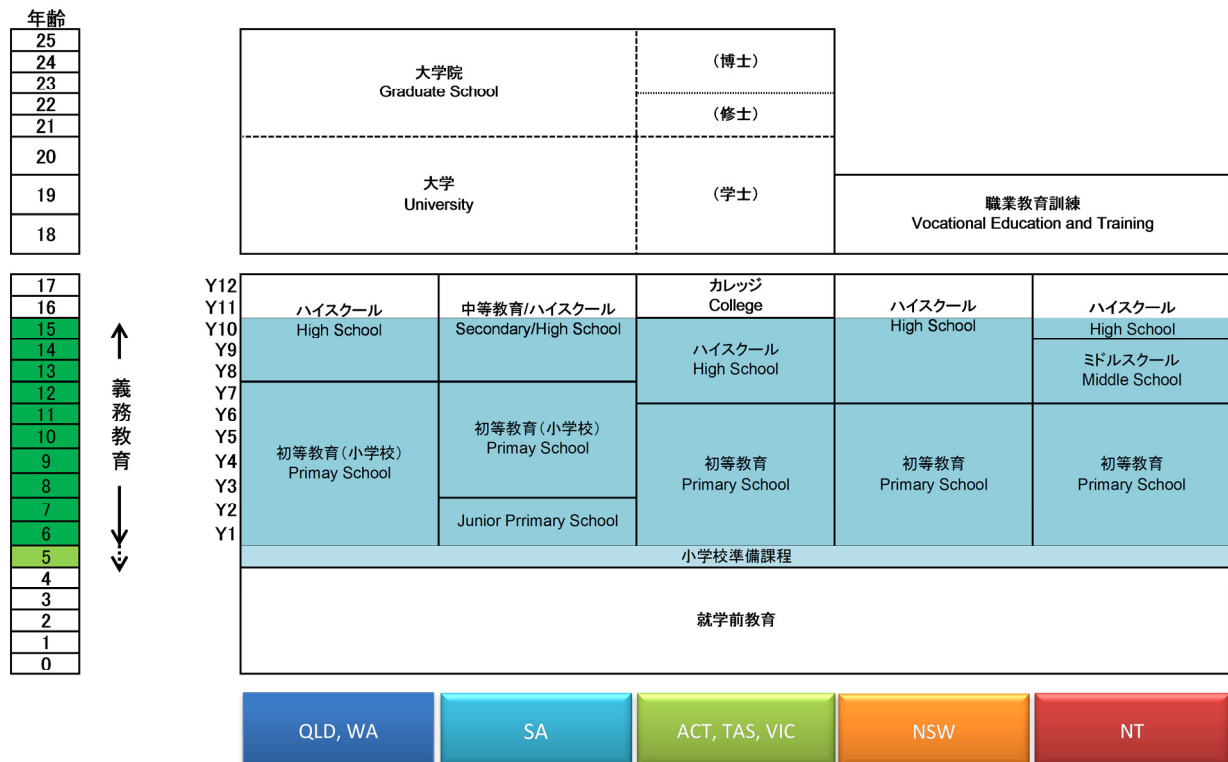 年齢
25
24
23
22
21
20
19
18
大学院
Graduate School
(博士)
(修士)
大学
University
(学士)
職業教育訓練
Vocational Education and Training
17
16
15
14
13
12
11
10
9
8
7
6
5
4
3
2
1
0
義務教育
Y12
Y11
Y10
Y9
Y8
Y7
Y6
Y5
Y4
Y3
Y2
Y1
ハイスクール
High School
初等教育(小学校)
Primay School
中等教育/ハイスクール
Secondary/High School
初等教育(小学校)
Primay School
Junior Prrimary School
カレッジ
College
ハイスクール
High School
初等教育
Primary School
ハイスクール
High School
初等教育
Primary School
ハイスクール
High School
ミドルスクール
Middle School
初等教育
Primary School
小学校準備課程
就学前教育
QLD, WA
SA
ACT, TAS, VIC
NSW
NT